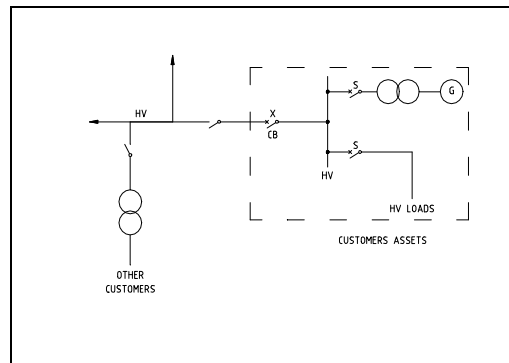 HV
X
CB
S
G
S
HV
HV LOADS
CUSTOMERS ASSETS
OTHER
CUSTOMERS